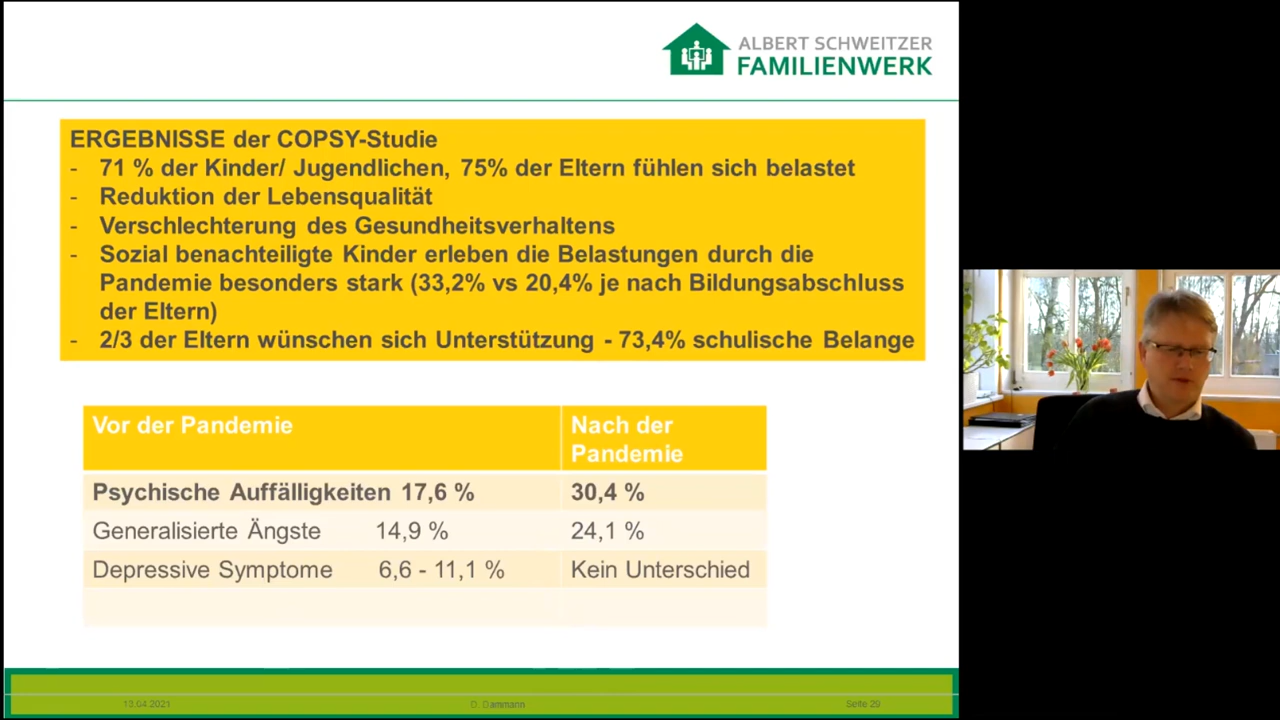 ALBERT SCHWEITZER
FAMILIENWERK
ERGEBNISSE der COPSY-Studie
- 71 % der Kinder/ Jugendlichen, 75% der Eltern fühlen sich belastet
- Reduktion der Lebensqualität
- Verschlechterung des Gesundheitsverhaltens
- Sozial benachteiligte Kinder erleben die Belastungen durch die
Pandemie besonders stark (33,2% vs 20,4% je nach Bildungsabschluss
der Eltern)
- 2/3 der Eltern wünschen sich Unterstützung - 73,4% schulische Belange
Vor der Pandemie
Nach der
Pandemie
Psychische Auffälligkeiten 17,6 % 30,4 %
Generalisierte Ängste 14,9 % 24,1 %
Depressive Symptome 6,6 - 11,1 % Kein Unterschied
13.04.2021 D. Dammann Seite 29